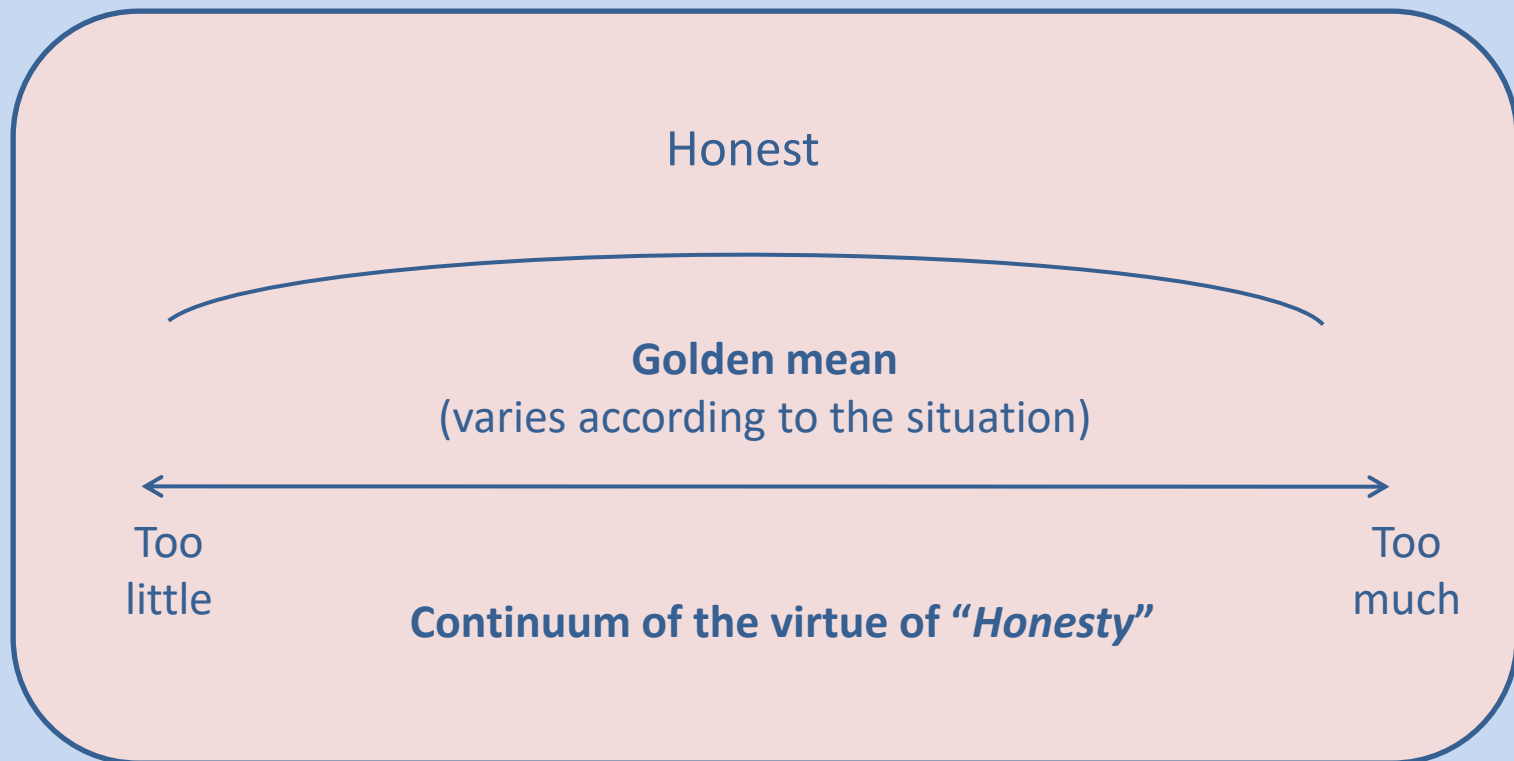 Honest
Golden mean
(varies according to the situation)
Too
little
Too
much
Continuum of the virtue of “Honesty”